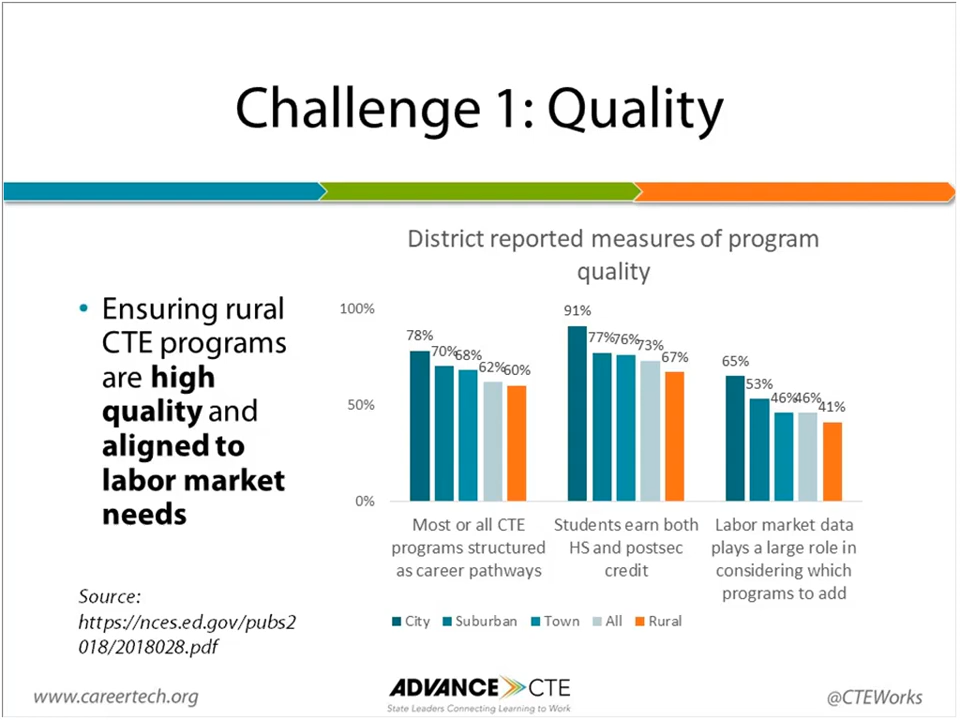 Challenge 1: Quality
• Ensuring rural
CTE programs
are high
quality and
aligned to
labor market
needs
Source:
https://nces.ed.gov/pubs2
018/2018028.pdf
District reported measures of program
quality
100%
50%
0%
78%
70%
68%
62%
60%
91%
77%
76%
73%
67%
65%
53%
46%
46%
41%
Most or all CTE
programs structured
as career pathways
Students earn both
HS and postsec
credit
Labor market data
plays a large role in
considering which
programs to add
City Suburban Town All Rural
www.careertech.org
ADVANCE CTE
State Leaders Connecting Learning to Work
@CTEWorks